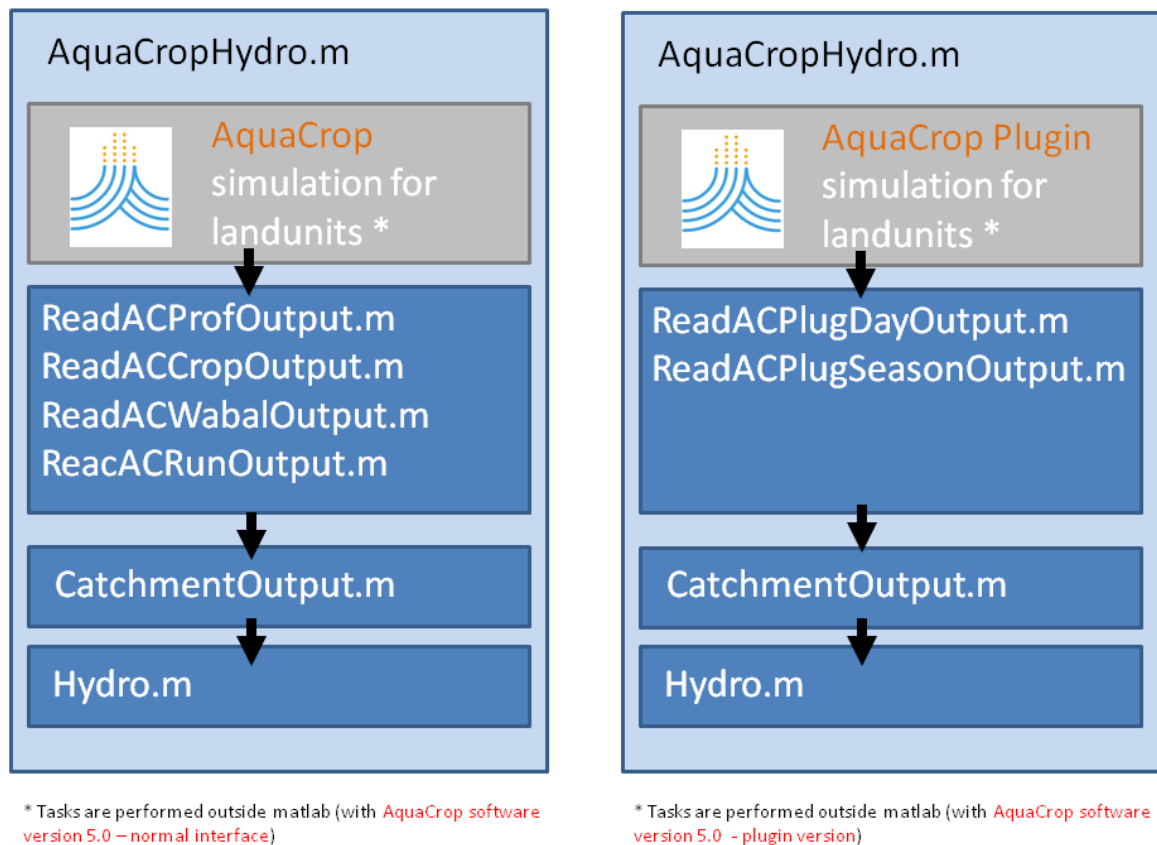 AquaCropHydro.m
AquaCrop
simulation for
landunits *
ReadACProfOutput.m
ReadACCropOutput.m
ReadACWabalOutput.m
ReacACRunOutput.m
CatchmentOutput.m
Hydro.m
* Tasks are performed outside matlab (with AquaCrop software
version 5.0 – normal interface)
AquaCropHydro.m
AquaCrop Plugin
simulation for
landunits *
ReadACPlugDayOutput.m
ReadACPlugSeasonOutput.m
CatchmentOutput.m
Hydro.m
* Tasks are performed outside matlab (with AquaCrop software
version 5.0 - plugin version)